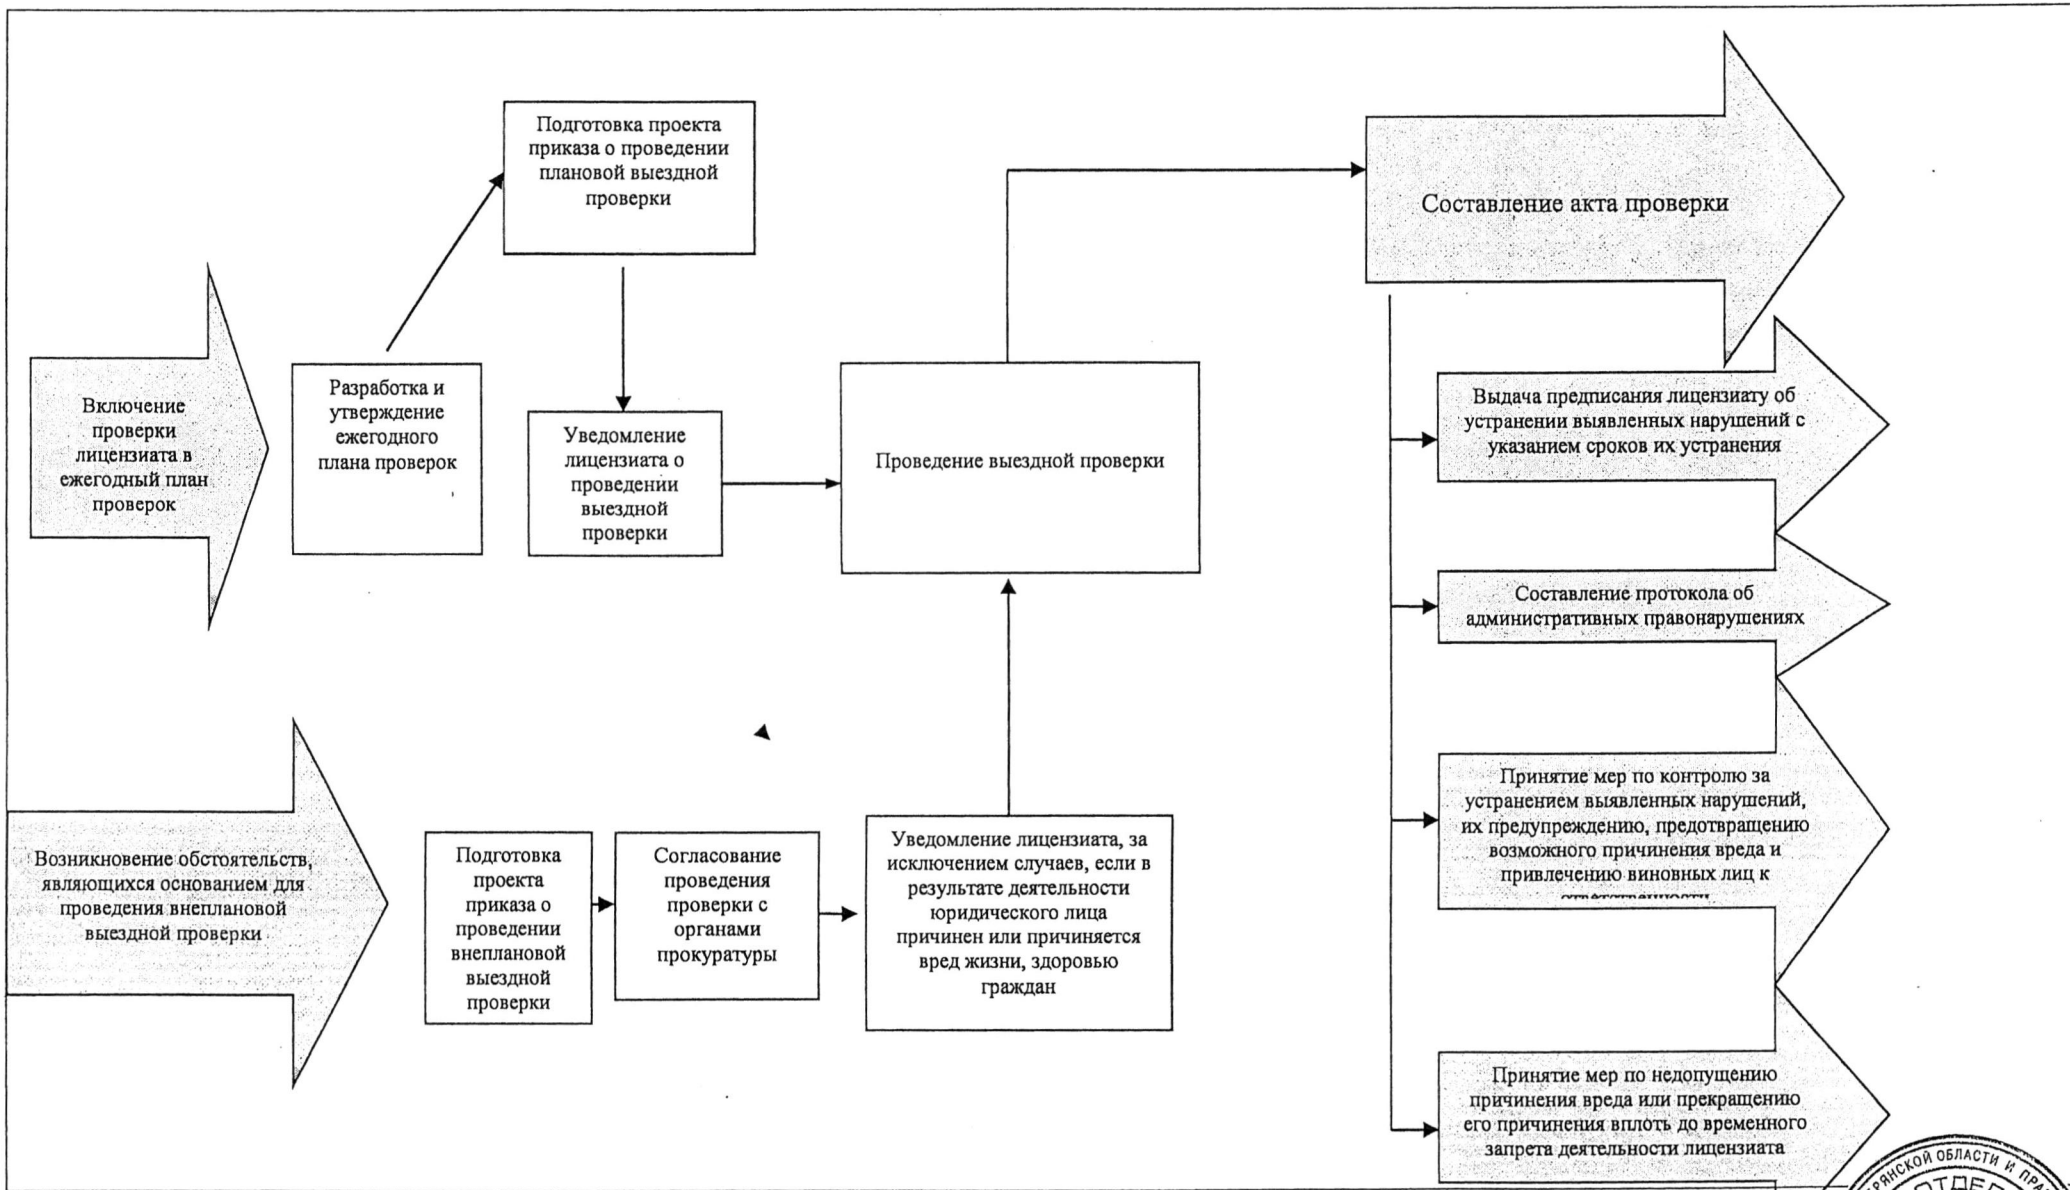 Подготовка проекта
приказа о проведении
плановой выездной
проверки
Составление акта проверки
Включение
проверки
лицензиата в
ежегодный план
проверок
Разработка и
утверждение
ежегодного
плана проверок
Уведомление
лицензиата о
проведении
выездной
проверки
Проведение выездной проверки
Выдача предписания лицензиату об
устранении выявленных нарушений с
указанием сроков их устранения
Составление протокола об
административных правонарушениях
Возникновение обстоятельств,
являющихся основанием для
проведения внеплановой
выездной проверки
Подготовка
проекта
приказа о
проведении
внеплановой
выездной
проверки
Согласование
проведения
проверки с
органами
прокуратуры
Уведомление лицензиата, за
исключением случаев, если в
результате деятельности
юридического лица
причинен или причиняется
вред жизни, здоровью
граждан
Принятие мер по контролю за
устранением выявленных нарушений,
их предупреждению, предотвращению
возможного причинения вреда и
привлечению виновных лиц к
ответственности
Принятие мер по недопущению
причинения вреда или прекращению
его причинения вплоть до временного
запрета деятельности лицензиата
ОБЛАСТИ И